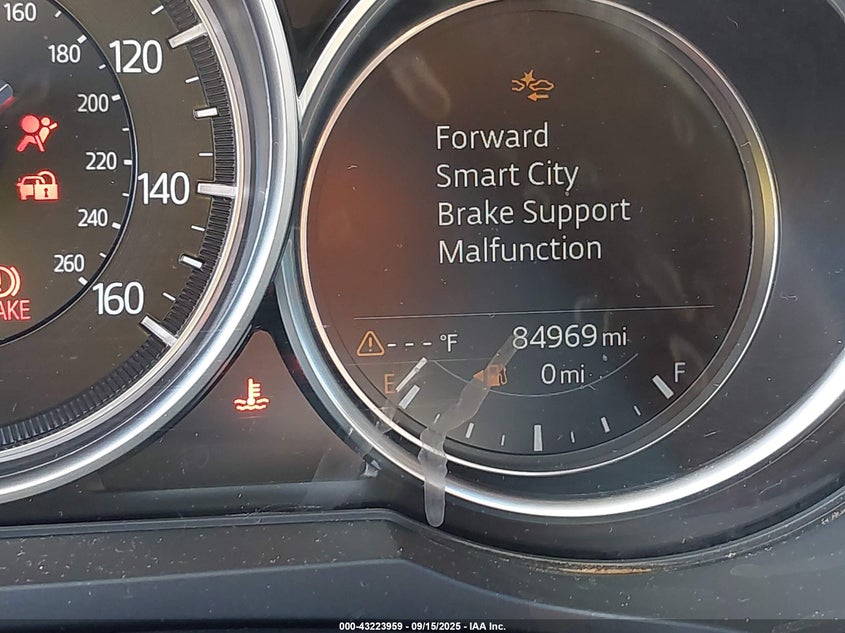 160
180
120
200
220
140
240
260
160
AKE
Forward
Smart City
Brake Support
Malfunction
---°F
84969 mi
E
0 mi
F
000-43223959 - 09/15/2025 - IAA Inc.